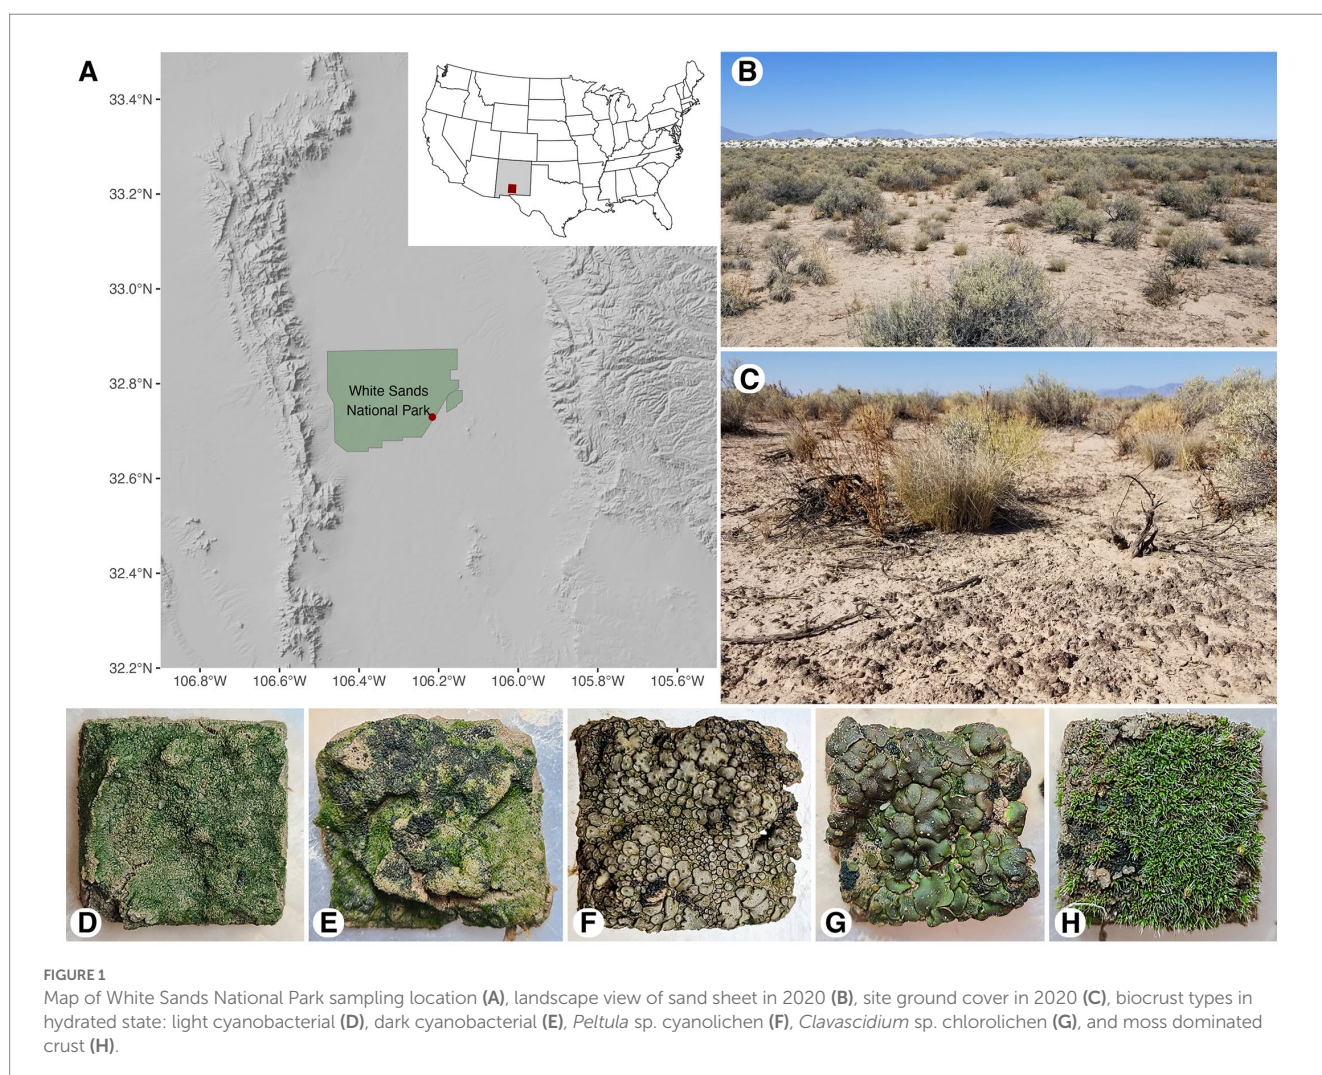 A
33.4°N
33.2°N
33.0°N
32.8°N
32.6°N
32.4°N
32.2°N
106.8°W 106.6°W 106.4°W 106.2°W 106.0°W 105.8°W 105.6°W
White Sands
National Park
B
C
D
E
F
G
H
FIGURE 1
Map of White Sands National Park sampling location (A), landscape view of sand sheet in 2020 (B), site ground cover in 2020 (C), biocrust types in
hydrated state: light cyanobacterial (D), dark cyanobacterial (E), Peltula sp. cyanolichen (F), Clavascidium sp. chlorolichen (G), and moss dominated
crust (H).